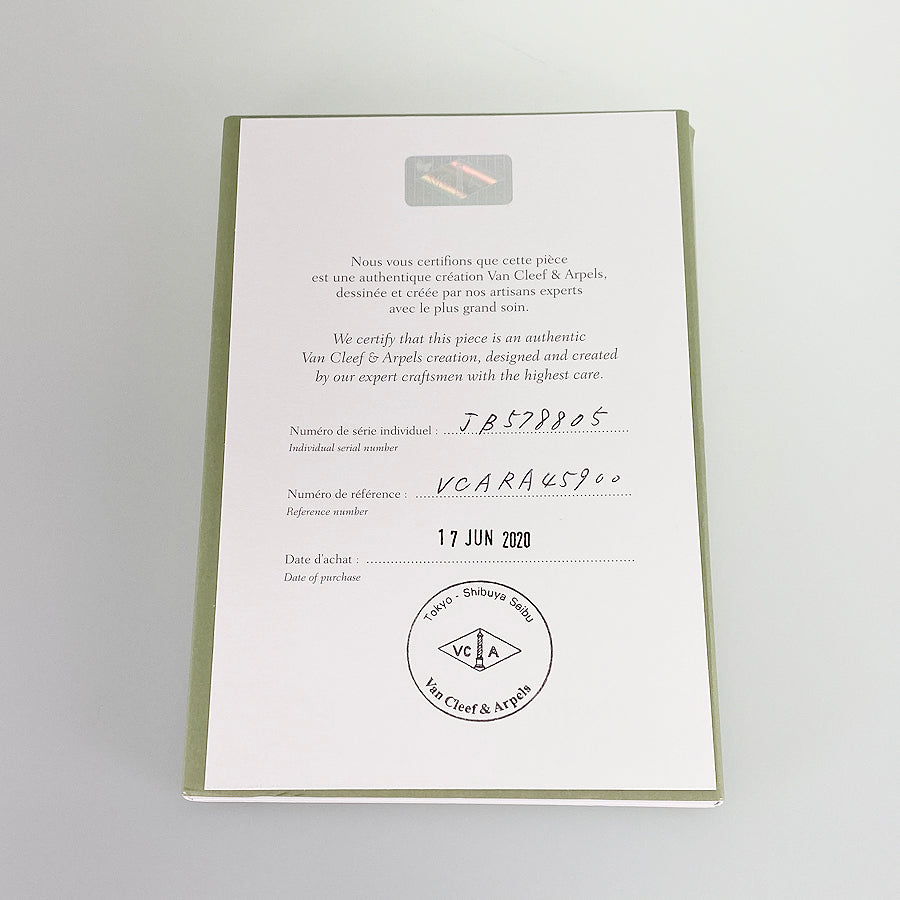 Nous vous certifions que cette pièce
est une authentique création Van Cleef & Arpels,
dessinée et créée par nos artisans experts
avec le plus grand soin.
We certify that this piece is an authentic
Van Cleef & Arpels creation, designed and created
by our expert craftsmen with the highest care.
Numéro de série individuel : JB578805
Individual serial number
Numéro de référence : VCARA45900
Reference number
17 JUN 2020
Date d'achat :
Date of purchase
Tokyo - Shibuya Seibu
VC A
Van Cleef & Arpels